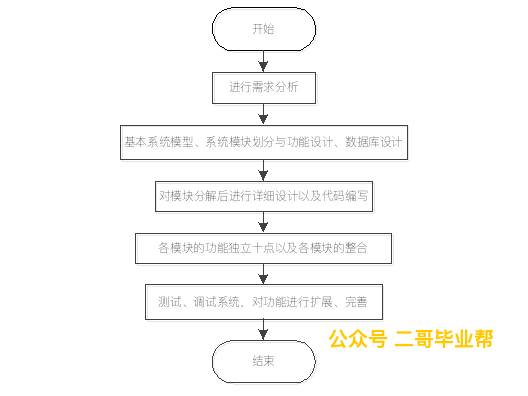 开始
进行需求分析
基本系统模型、系统模块划分与功能设计、数据库设计
对模块分解后进行详细设计以及代码编写
各模块的功能独立十点以及各模块的整合
测试、调试系统，对功能进行扩展、完善
公众号 二哥毕业帮
结束